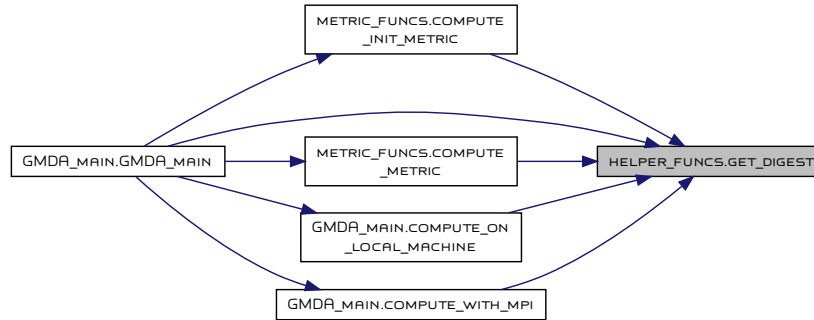 METRIC_FUNCS.COMPUTE
_INIT_METRIC
GMDA_MAIN.GMDA_MAIN
METRIC_FUNCS.COMPUTE
_METRIC
HELPER_FUNCS.GET_DIGEST
GMDA_MAIN.COMPUTE_ON
_LOCAL_MACHINE
GMDA_MAIN.COMPUTE_WITH_MPI